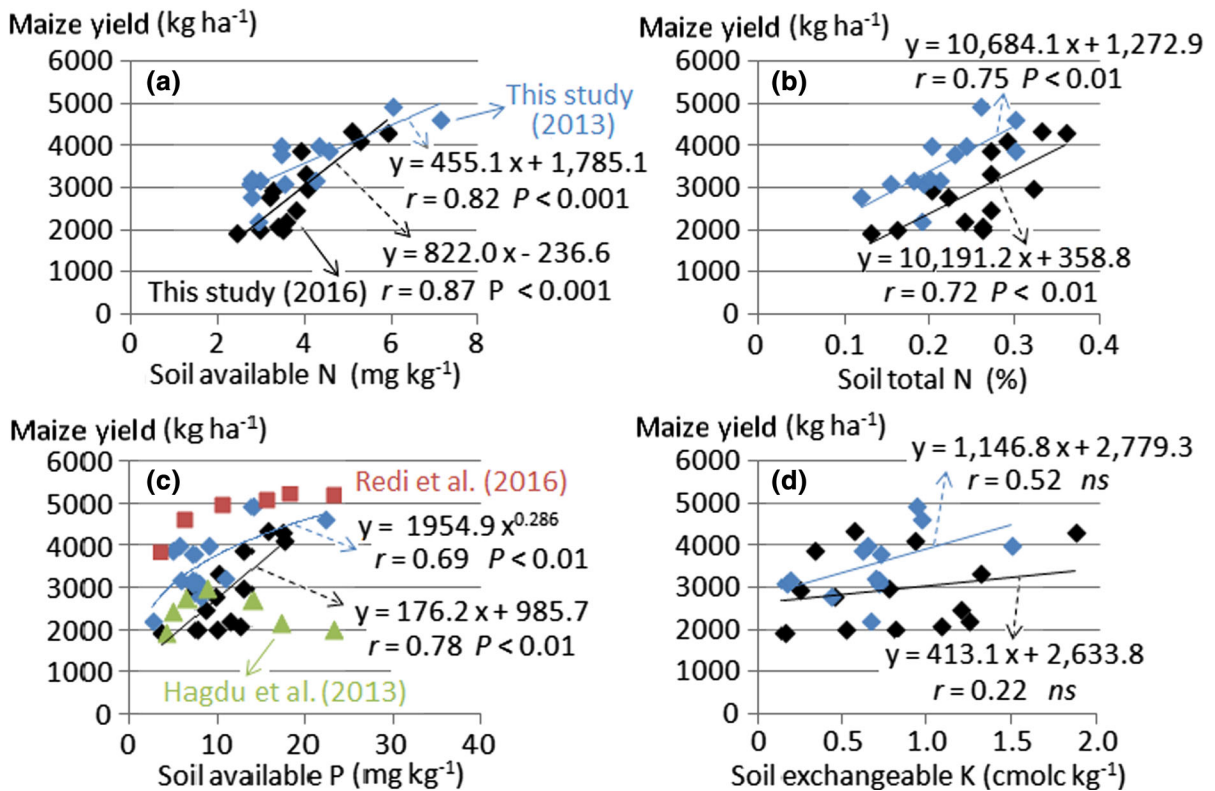 Maize yield (kg ha⁻¹)
6000
5000
4000
3000
2000
1000
0
(a)
This study
(2013)
y = 455.1 x + 1,785.1
r = 0.82 P < 0.001
y = 822.0 x - 236.6
This study (2016)
r = 0.87 P < 0.001
0 2 4 6 8
Soil available N (mg kg⁻¹)
Maize yield (kg ha⁻¹)
6000
5000
4000
3000
2000
1000
0
(b)
y = 10,684.1 x + 1,272.9
r = 0.75 P < 0.01
y = 10,191.2 x + 358.8
r = 0.72 P < 0.01
0 0.1 0.2 0.3 0.4
Soil total N (%)
Maize yield (kg ha⁻¹)
6000
5000
4000
3000
2000
1000
0
(c)
Redi et al. (2016)
y = 1954.9 x^0.286
r = 0.69 P < 0.01
y = 176.2 x + 985.7
r = 0.78 P < 0.01
Hagdu et al. (2013)
0 10 20 30 40
Soil available P (mg kg⁻¹)
Maize yield (kg ha⁻¹)
6000
5000
4000
3000
2000
1000
0
(d)
y = 1,146.8 x + 2,779.3
r = 0.52 ns
y = 413.1 x + 2,633.8
r = 0.22 ns
0 0.5 1.0 1.5 2.0
Soil exchangeable K (cmolc kg⁻¹)